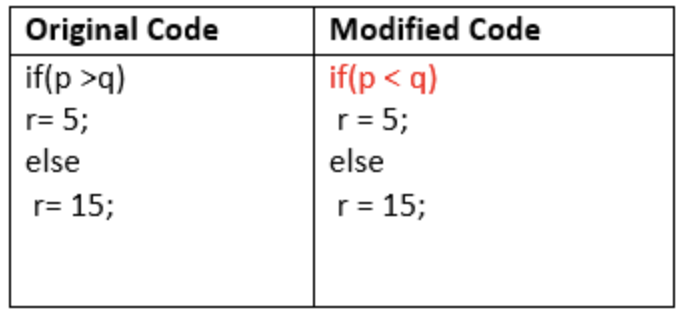 Original Code
Modified Code
if(p >q)
r= 5;
else
r= 15;
if(p < q)
r = 5;
else
r = 15;